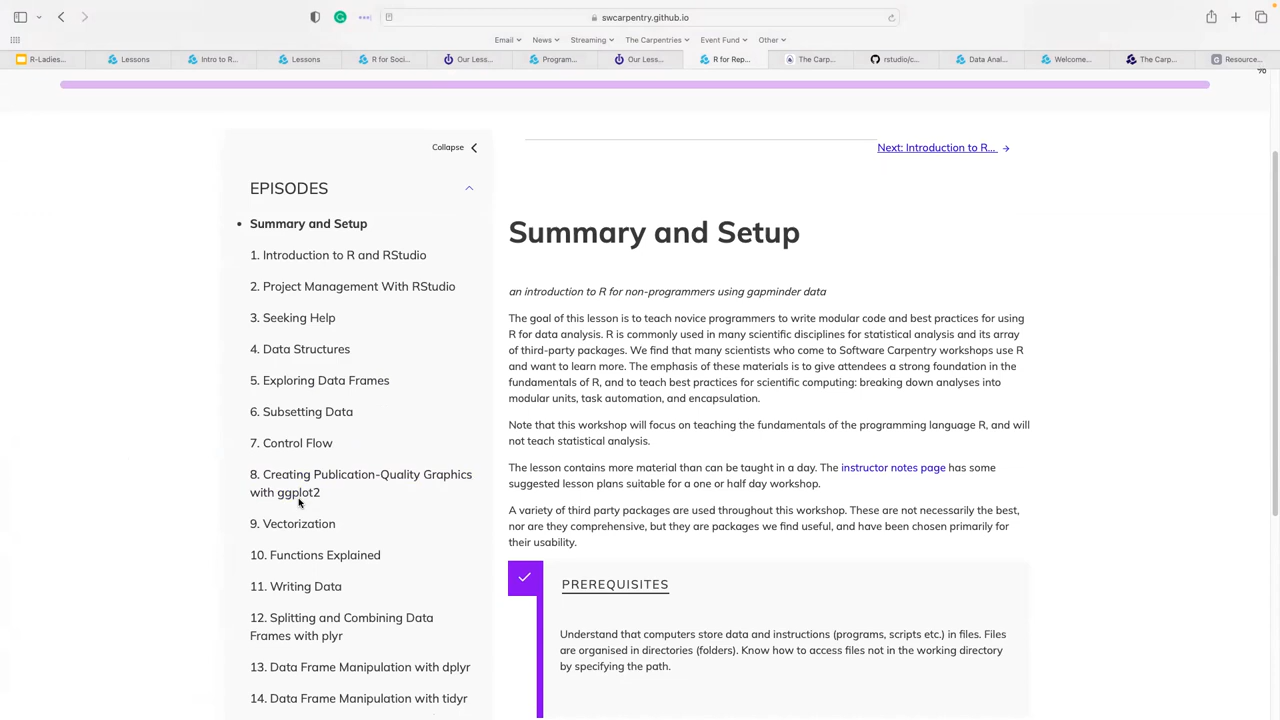 swcarpentry.github.io
Email News Streaming The Carpentries Event Fund Other
R-Ladies... Lessons Intro to R... Lessons R for Soci... Our Less... Program... Our Less... R for Rep... The Carp... rstudio/c... Data Anal... Welcome... The Carp... Resource...
Collapse
Next: Introduction to R...
EPISODES
Summary and Setup
1. Introduction to R and RStudio
2. Project Management With RStudio
3. Seeking Help
4. Data Structures
5. Exploring Data Frames
6. Subsetting Data
7. Control Flow
8. Creating Publication-Quality Graphics
with ggplot2
9. Vectorization
10. Functions Explained
11. Writing Data
12. Splitting and Combining Data
Frames with plyr
13. Data Frame Manipulation with dplyr
14. Data Frame Manipulation with tidyr
Summary and Setup
an introduction to R for non-programmers using gapminder data
The goal of this lesson is to teach novice programmers to write modular code and best practices for using
R for data analysis. R is commonly used in many scientific disciplines for statistical analysis and its array
of third-party packages. We find that many scientists who come to Software Carpentry workshops use R
and want to learn more. The emphasis of these materials is to give attendees a strong foundation in the
fundamentals of R, and to teach best practices for scientific computing: breaking down analyses into
modular units, task automation, and encapsulation.
Note that this workshop will focus on teaching the fundamentals of the programming language R, and will
not teach statistical analysis.
The lesson contains more material than can be taught in a day. The instructor notes page has some
suggested lesson plans suitable for a one or half day workshop.
A variety of third party packages are used throughout this workshop. These are not necessarily the best,
nor are they comprehensive, but they are packages we find useful, and have been chosen primarily for
their usability.
PREREQUISITES
Understand that computers store data and instructions (programs, scripts etc.) in files. Files
are organised in directories (folders). Know how to access files not in the working directory
by specifying the path.